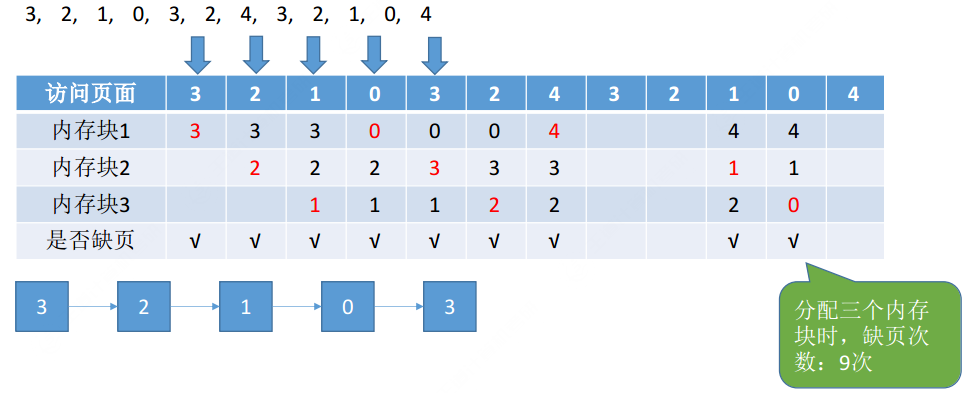 3, 2, 1, 0, 3, 2, 4, 3, 2, 1, 0, 4
访问页面 3 2 1 0 3 2 4 3 2 1 0 4
内存块1 3 3 3 0 0 0 4 4 4
内存块2 2 2 2 3 3 3 1 1
内存块3 1 1 1 2 2 2 0
是否缺页 √ √ √ √ √ √ √ √ √
3 2 1 0 3
分配三个内存
块时，缺页次
数：9次